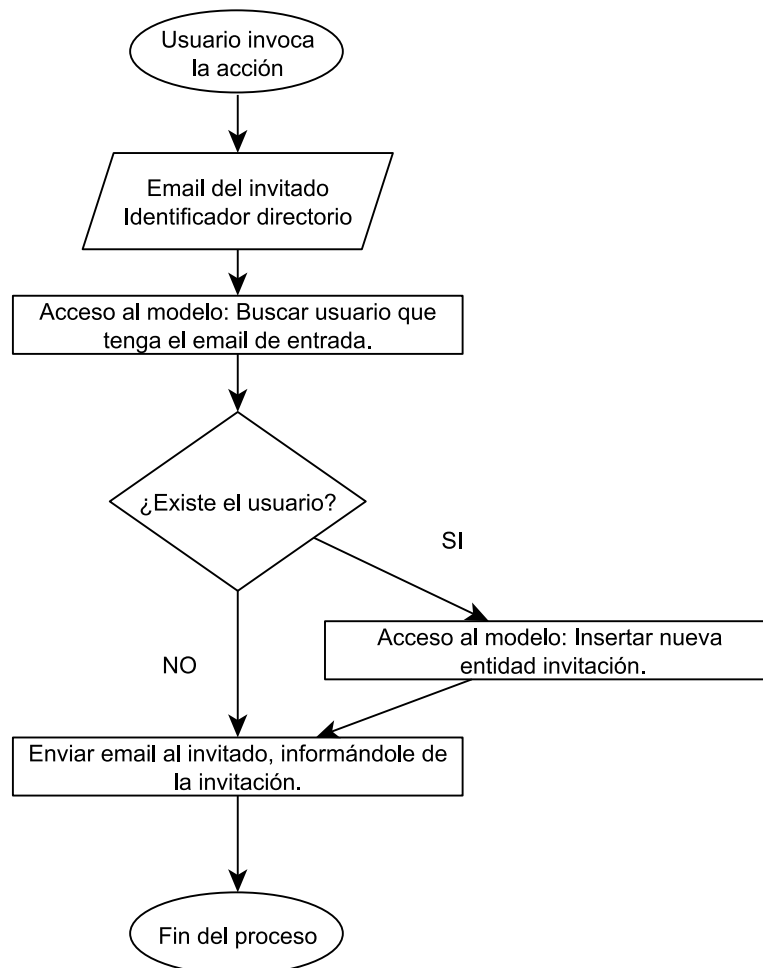 Usuario invoca
la acción
Email del invitado
Identificador directorio
Acceso al modelo: Buscar usuario que
tenga el email de entrada.
¿Existe el usuario?
SI
Acceso al modelo: Insertar nueva
entidad invitación.
NO
Enviar email al invitado, informándole de
la invitación.
Fin del proceso